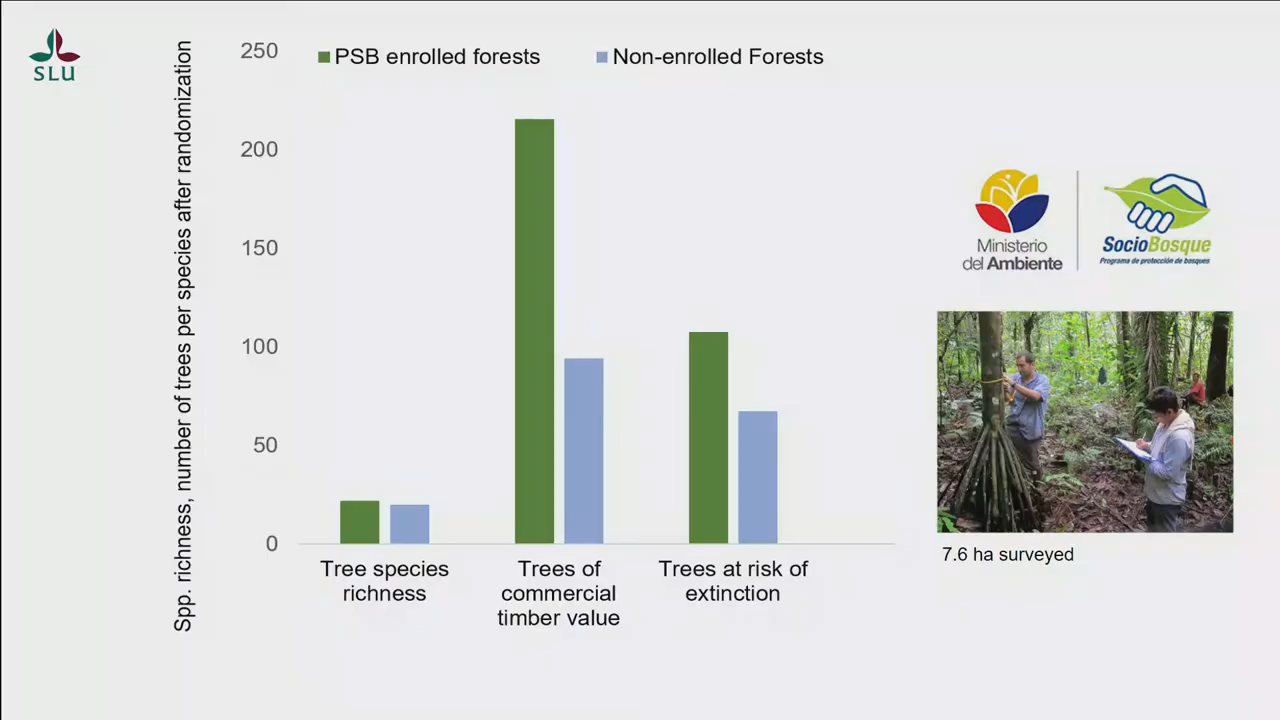 SLU
Spp. richness, number of trees per species after randomization
250
200
150
100
50
0
PSB enrolled forests
Non-enrolled Forests
Tree species
richness
Trees of
commercial
timber value
Trees at risk of
extinction
Ministerio
del Ambiente
SocioBosque
Programa de protección de bosques
7.6 ha surveyed